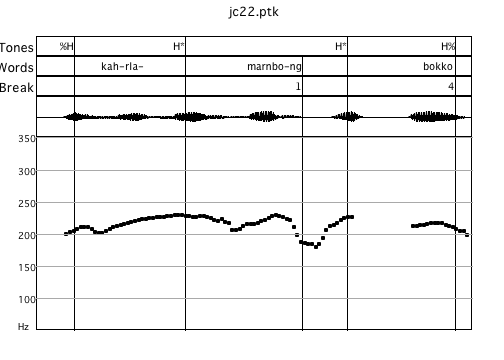 jc22.ptk
Tones %H H* H* H%
Words kah-rla- marnbo-ng bokko
Break 1 4
350
300
250
200
150
100
Hz